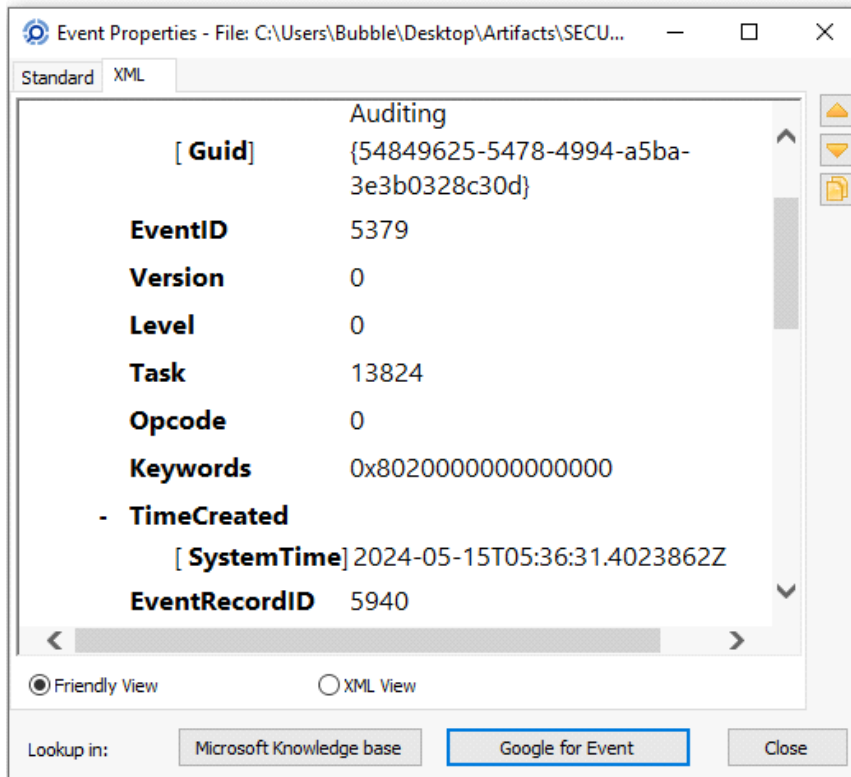 Event Properties - File: C:\Users\Bubble\Desktop\Artifacts\SECU...
Standard XML
Auditing
[ Guid] {54849625-5478-4994-a5ba-
3e3b0328c30d}
EventID 5379
Version 0
Level 0
Task 13824
Opcode 0
Keywords 0x8020000000000000
- TimeCreated
[ SystemTime] 2024-05-15T05:36:31.4023862Z
EventRecordID 5940
Friendly View XML View
Lookup in: Microsoft Knowledge base Google for Event Close